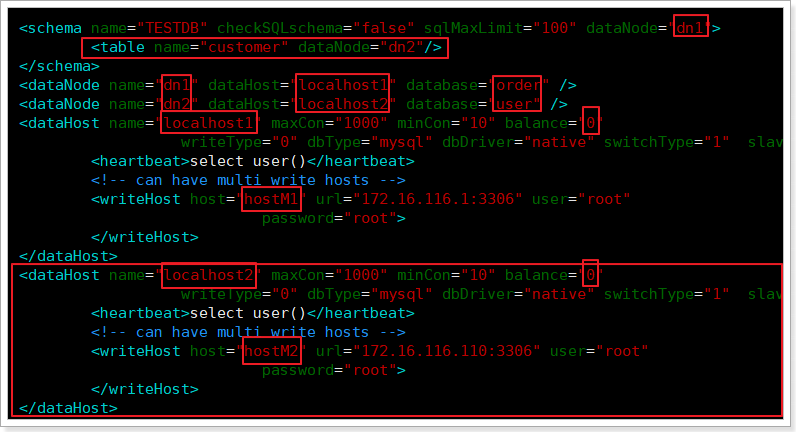 <schema name="TESTDB" checkSQLschema="false" sqlMaxLimit="100" dataNode="dn1">
<table name="customer" dataNode="dn2"/>
</schema>
<dataNode name="dn1" dataHost="localhost1" database="order" />
<dataNode name="dn2" dataHost="localhost2" database="user" />
<dataHost name="localhost1" maxCon="1000" minCon="10" balance="0"
writeType="0" dbType="mysql" dbDriver="native" switchType="1" slav
<heartbeat>select user()</heartbeat>
<!-- can have multi write hosts -->
<writeHost host="hostM1" url="172.16.116.1:3306" user="root"
password="root">
</writeHost>
</dataHost>
<dataHost name="localhost2" maxCon="1000" minCon="10" balance="0"
writeType="0" dbType="mysql" dbDriver="native" switchType="1" slav
<heartbeat>select user()</heartbeat>
<!-- can have multi write hosts -->
<writeHost host="hostM2" url="172.16.116.110:3306" user="root"
password="root">
</writeHost>
</dataHost>